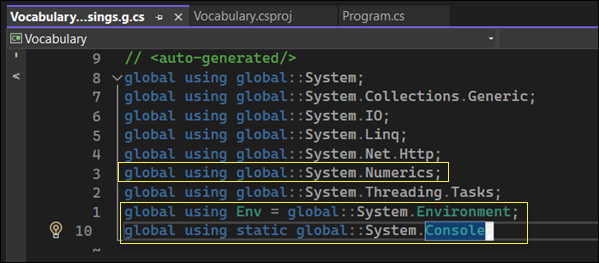 Vocabulary...sings.g.cs
Vocabulary.csproj
Program.cs
Vocabulary
9 // <auto-generated/>
8 global using global::System;
7 global using global::System.Collections.Generic;
6 global using global::System.IO;
5 global using global::System.Linq;
4 global using global::System.Net.Http;
3 global using global::System.Numerics;
2 global using global::System.Threading.Tasks;
1 global using Env = global::System.Environment;
10 global using static global::System.Console
~